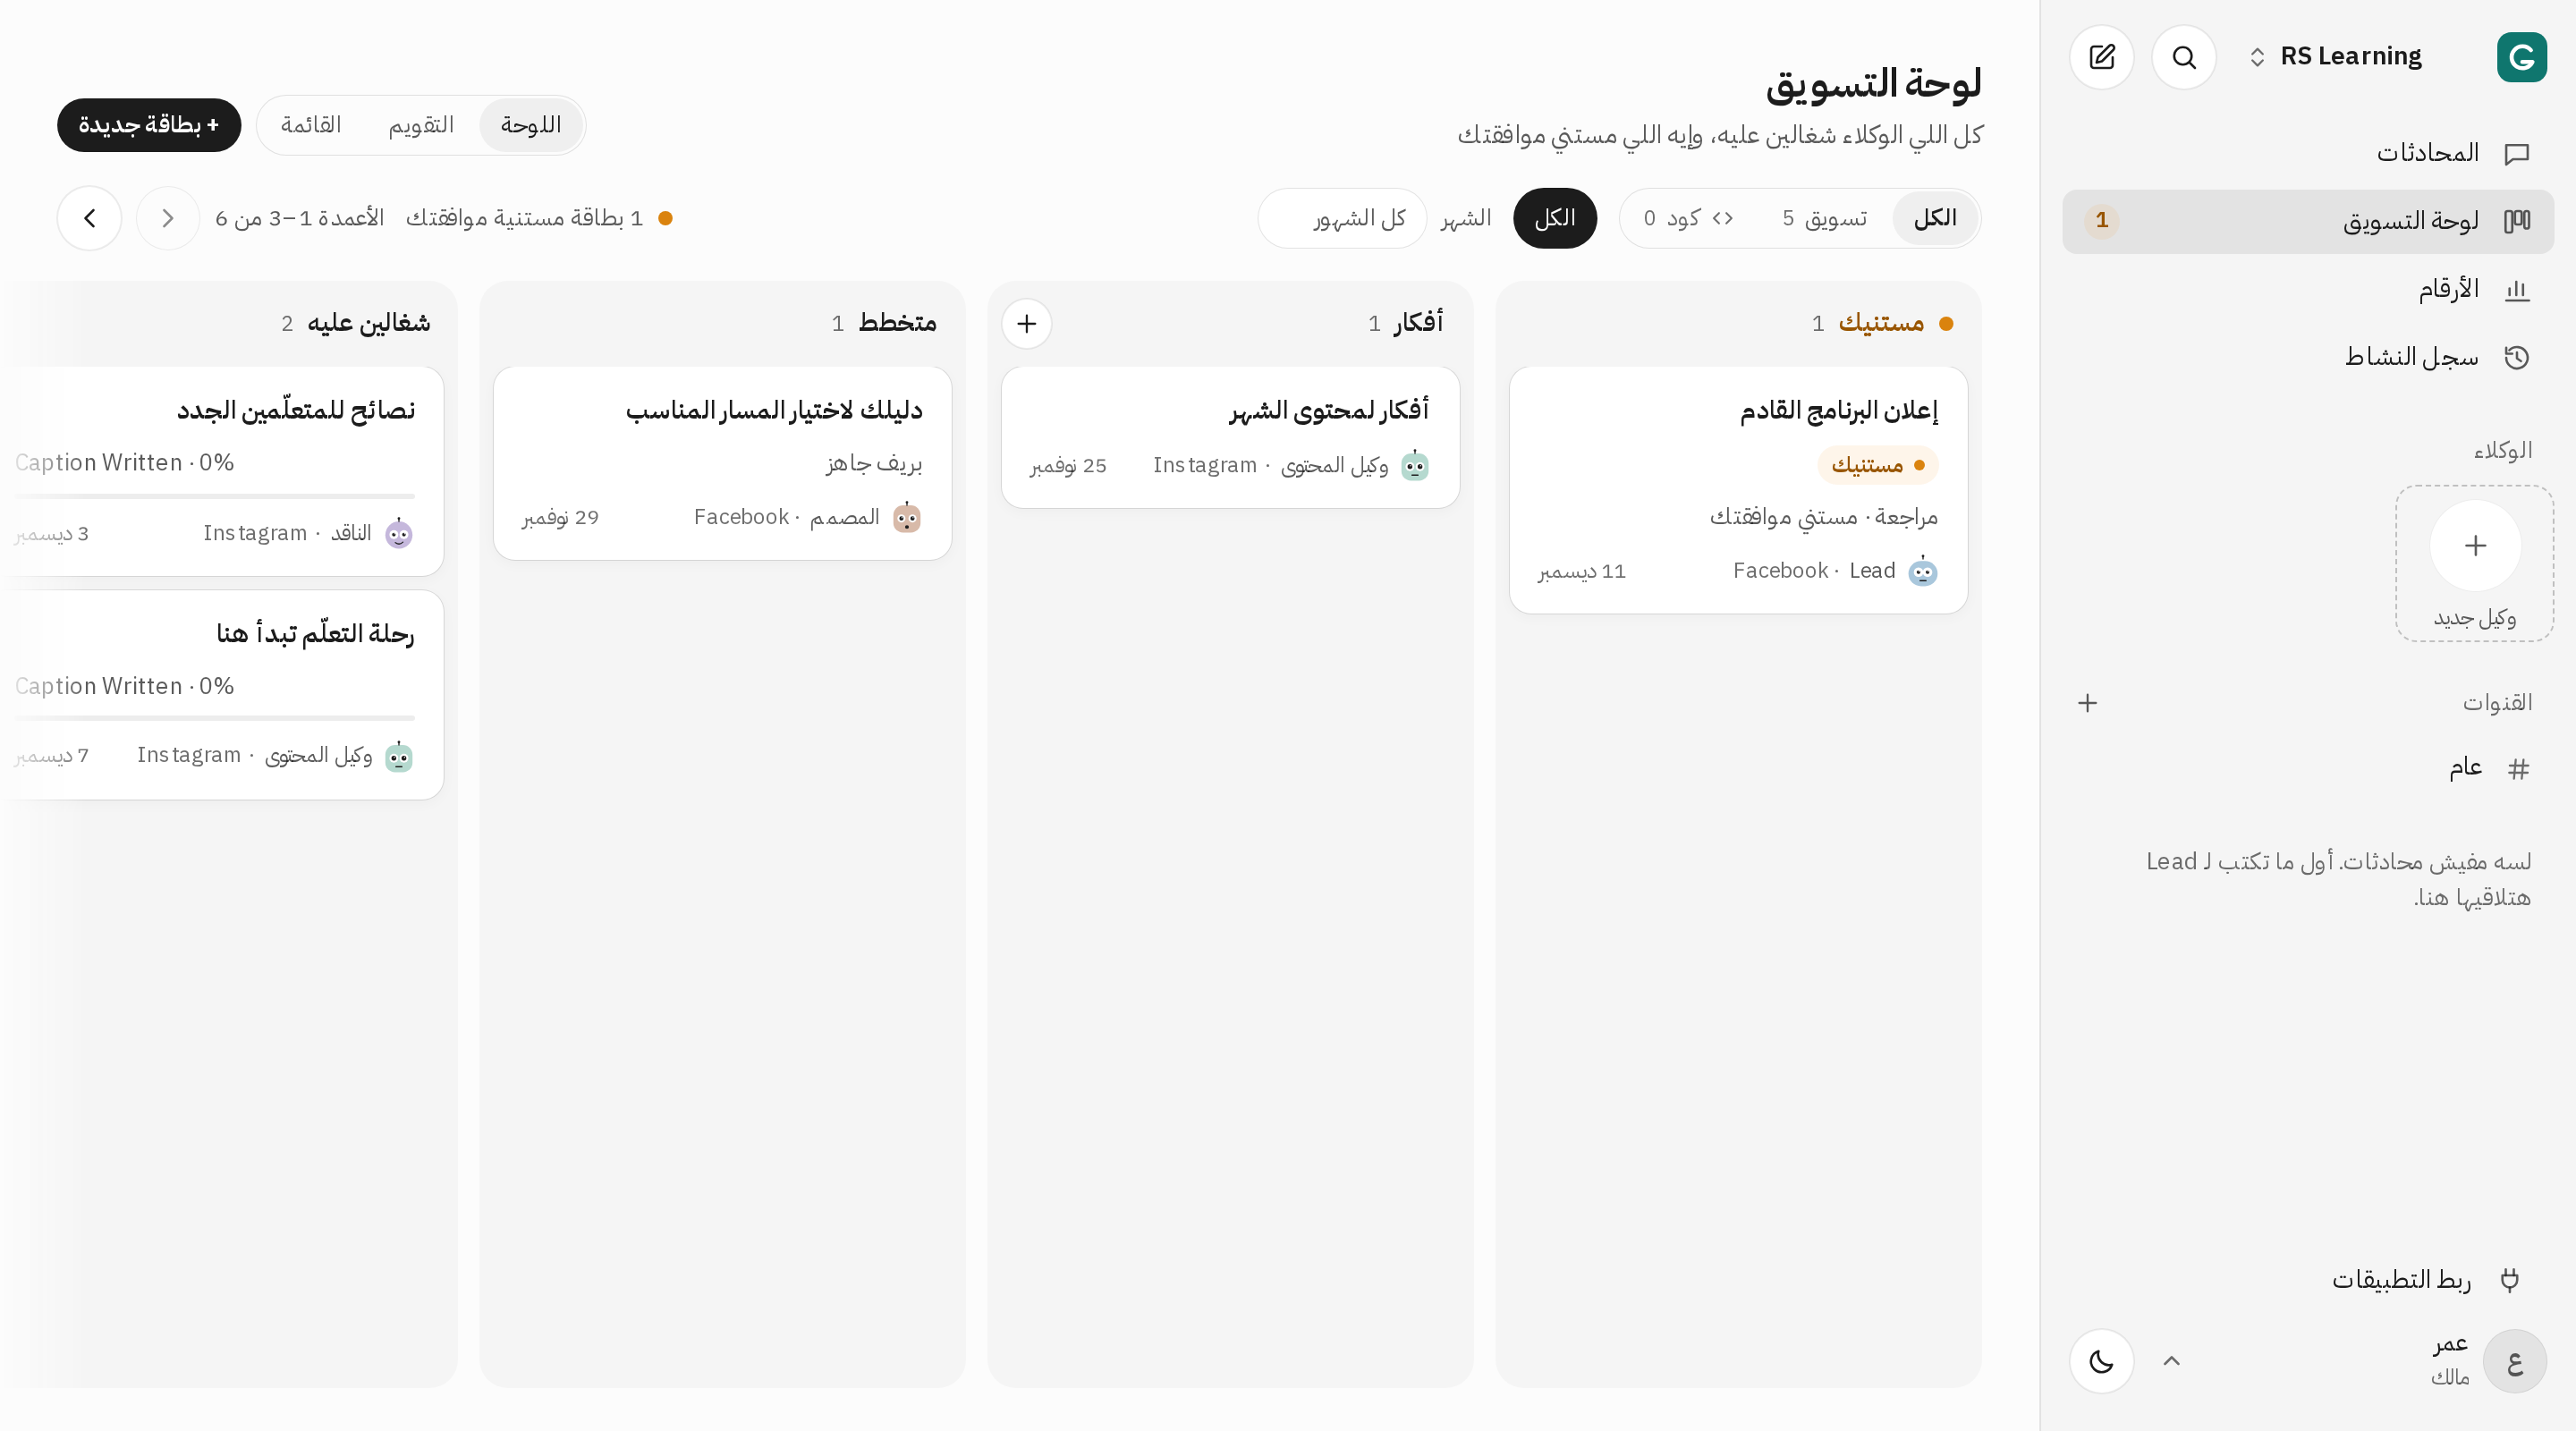 RS Learning
المحادثات
لوحة التسويق 1
الأرقام
سجل النشاط
الوكلاء
وكيل جديد
القنوات
عام
لسه مفيش محادثات. أول ما تكتب لـ Lead
هتلاقيها هنا.
ربط التطبيقات
ع
عمر
مالك
لوحة التسويق
كل اللي الوكلاء شغالين عليه، وإيه اللي مستني موافقتك
اللوحة التقويم القائمة
+ بطاقة جديدة
الكل تسويق 5 كود 0
الكل الشهر كل الشهور
1 بطاقة مستنية موافقتك الأعمدة 1–3 من 6
مستنيك 1
إعلان البرنامج القادم
مستنيك
مراجعة · مستني موافقتك
Lead · Facebook 11 ديسمبر
أفكار 1
أفكار لمحتوى الشهر
وكيل المحتوى · Instagram 25 نوفمبر
متخطط 1
دليلك لاختيار المسار المناسب
بريف جاهز
المصمم · Facebook 29 نوفمبر
شغالين عليه 2
نصائح للمتعلّمين الجدد
Caption Written · 0%
الناقد · Instagram 3 ديسمبر
رحلة التعلّم تبدأ هنا
Caption Written · 0%
وكيل المحتوى · Instagram 7 ديسمبر